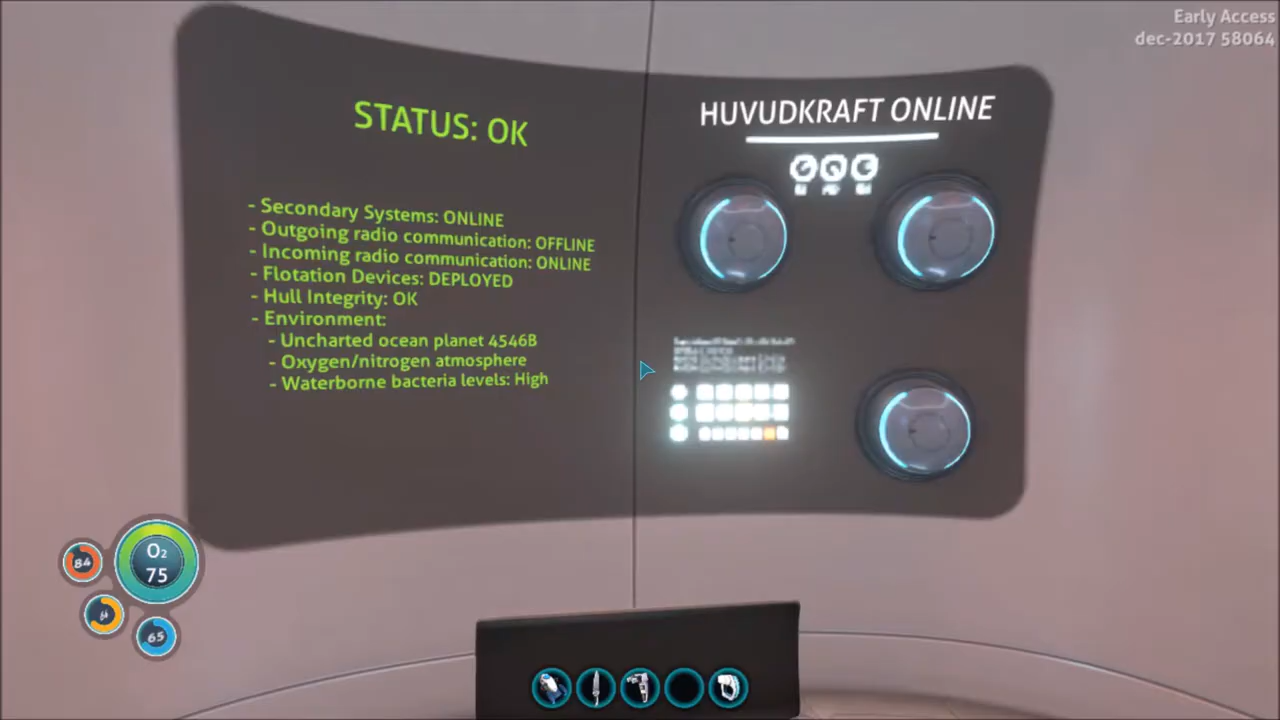 Early Access
dec-2017 58064
STATUS: OK
- Secondary Systems: ONLINE
- Outgoing radio communication: OFFLINE
- Incoming radio communication: ONLINE
- Flotation Devices: DEPLOYED
- Hull Integrity: OK
- Environment:
- Uncharted ocean planet 4546B
- Oxygen/nitrogen atmosphere
- Waterborne bacteria levels: High
HUVUDKRAFT ONLINE
84
O₂
75
65